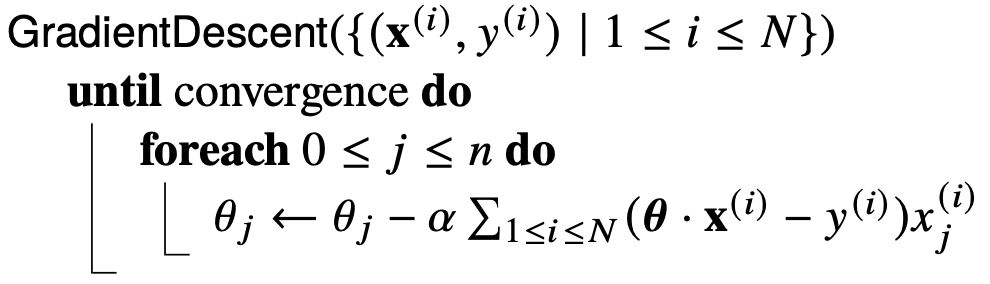 GradientDescent({(𝐱⁽ⁱ⁾, y⁽ⁱ⁾) | 1 ≤ i ≤ N})
until convergence do
foreach 0 ≤ j ≤ n do
θ_j ← θ_j − α ∑_{1≤i≤N} (𝜽 · 𝐱⁽ⁱ⁾ − y⁽ⁱ⁾)x_j⁽ⁱ⁾